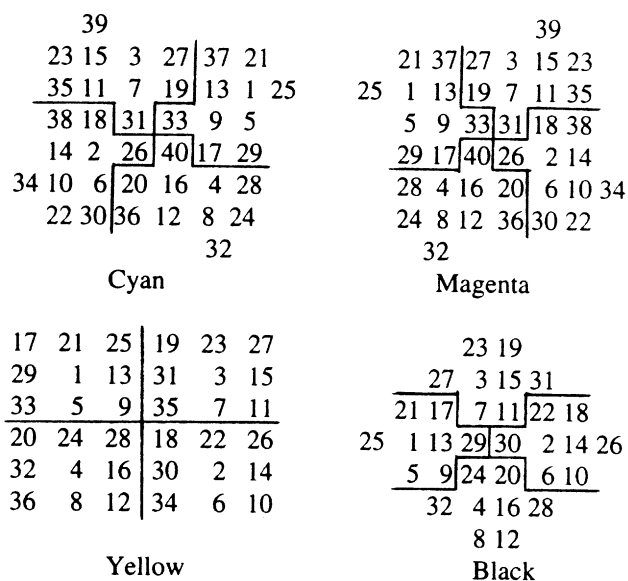 39
23 15 3 27 37 21
35 11 7 19 13 1 25
38 18 31 33 9 5
14 2 26 40 17 29
34 10 6 20 16 4 28
22 30 36 12 8 24
32
Cyan
39
21 37 27 3 15 23
25 1 13 19 7 11 35
5 9 33 31 18 38
29 17 40 26 2 14
28 4 16 20 6 10 34
24 8 12 36 30 22
32
Magenta
17 21 25 19 23 27
29 1 13 31 3 15
33 5 9 35 7 11
20 24 28 18 22 26
32 4 16 30 2 14
36 8 12 34 6 10
Yellow
23 19
27 3 15 31
21 17 7 11 22 18
25 1 13 29 30 2 14 26
5 9 24 20 6 10
32 4 16 28
8 12
Black